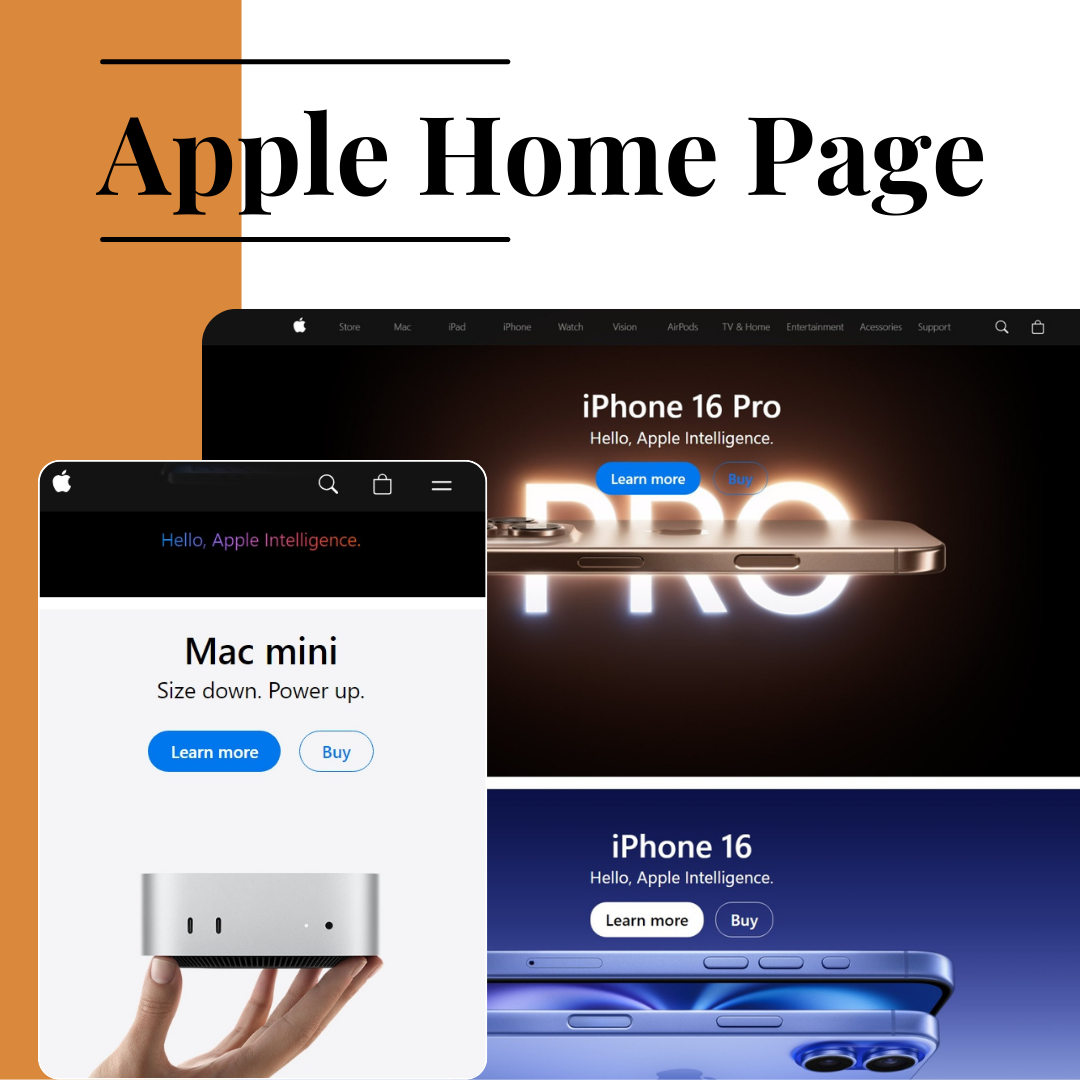 Apple Home Page
Store Mac iPad iPhone Watch Vision AirPods TV & Home Entertainment Acessories Support
iPhone 16 Pro
Hello, Apple Intelligence.
Learn more Buy
PRO
Hello, Apple Intelligence.
Mac mini
Size down. Power up.
Learn more Buy
iPhone 16
Hello, Apple Intelligence.
Learn more Buy